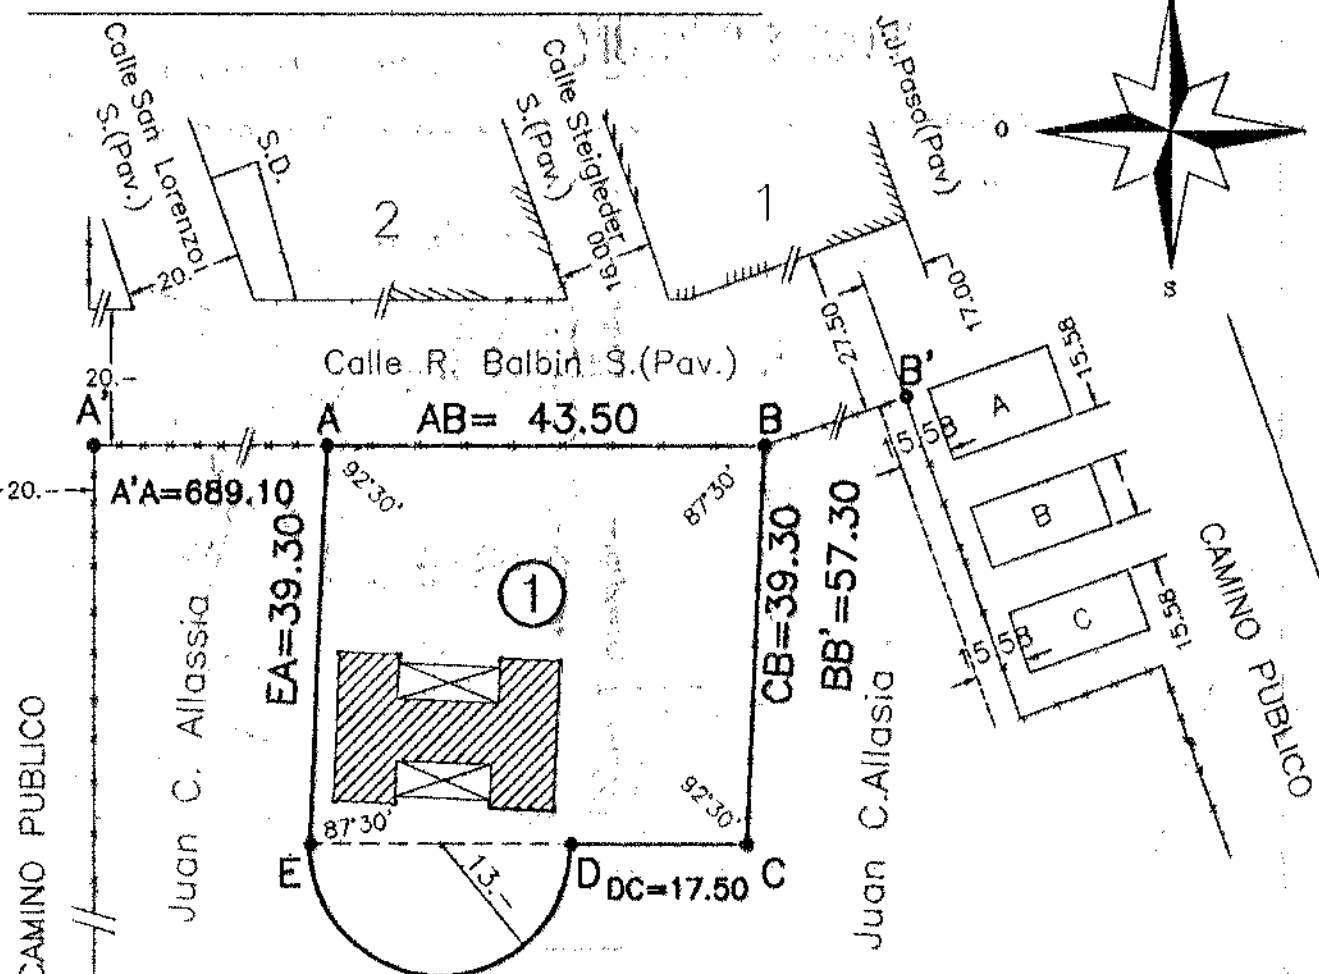 Calle San Lorenzo
S.(Pav.)
S.D.
20.-
2
Calle Steigleder
S.(Pav.)
16.00
1
J.J.Paso(Pav)
17.00
27.50
O
S
Calle R. Balbin S.(Pav.)
20.-
A'
A
AB= 43.50
B
B'
20.--
A'A=689.10
92°30'
87°30'
EA=39.30
CB=39.30
BB'=57.30
1
A
15.58
15.58
B
C
15.58
15.58
CAMINO PUBLICO
Juan C. Allassia
Juan C.Allasia
CAMINO PUBLICO
87°30'
92°30'
E
13.-
D
DC=17.50
C